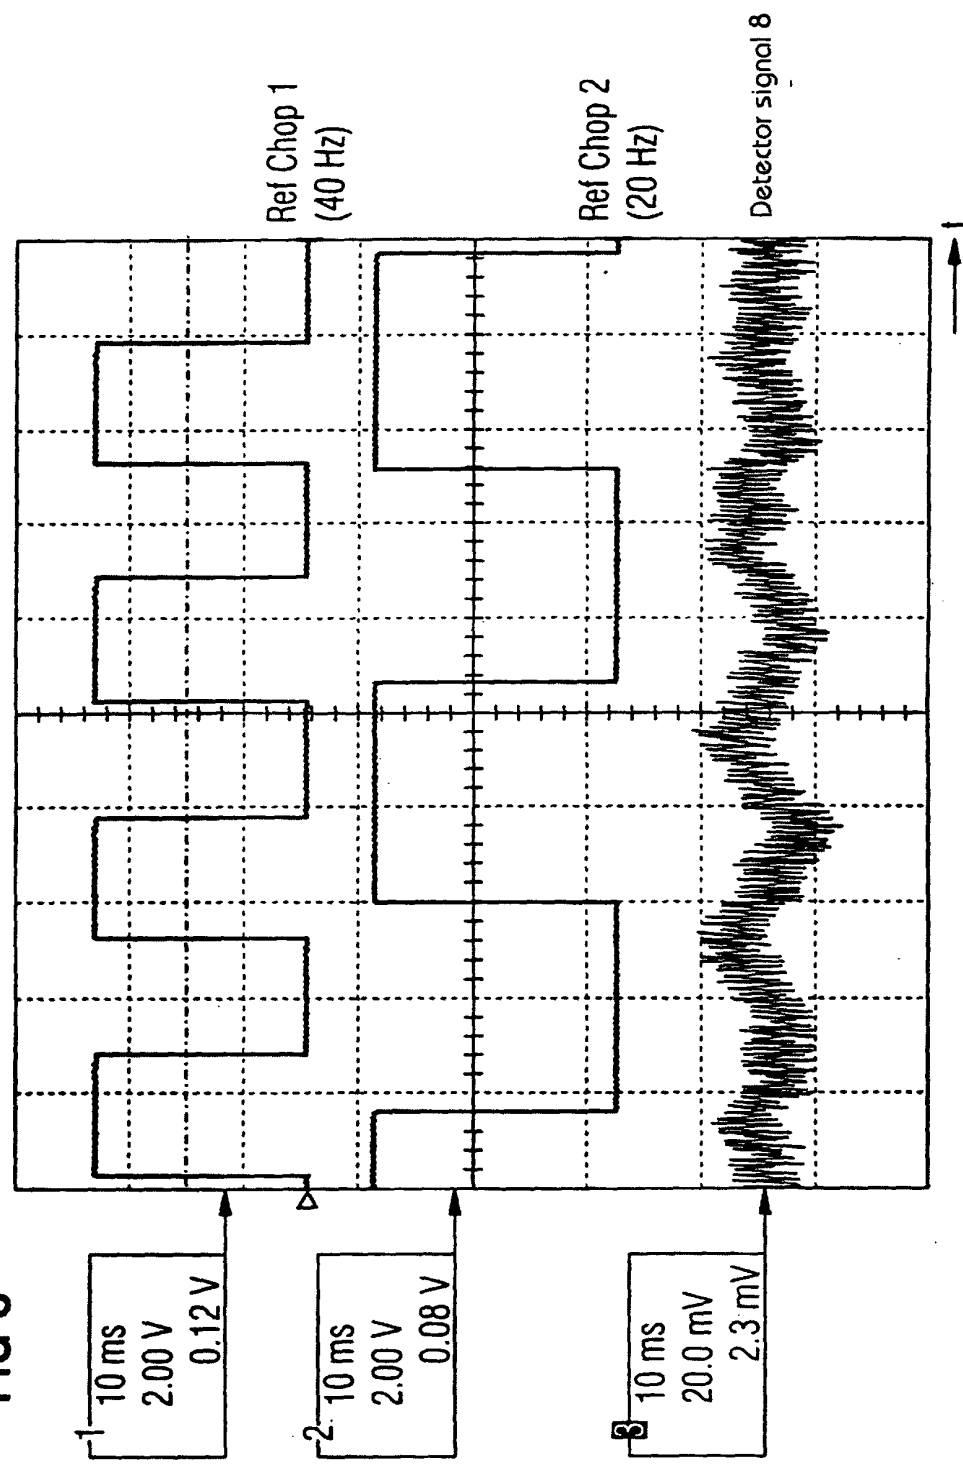 1
10 ms
2.00 V
0.12 V
2
10 ms
2.00 V
0.08 V
3
10 ms
20.0 mV
2.3 mV
Ref Chop 1
(40 Hz)
Ref Chop 2
(20 Hz)
Detector signal 8
t